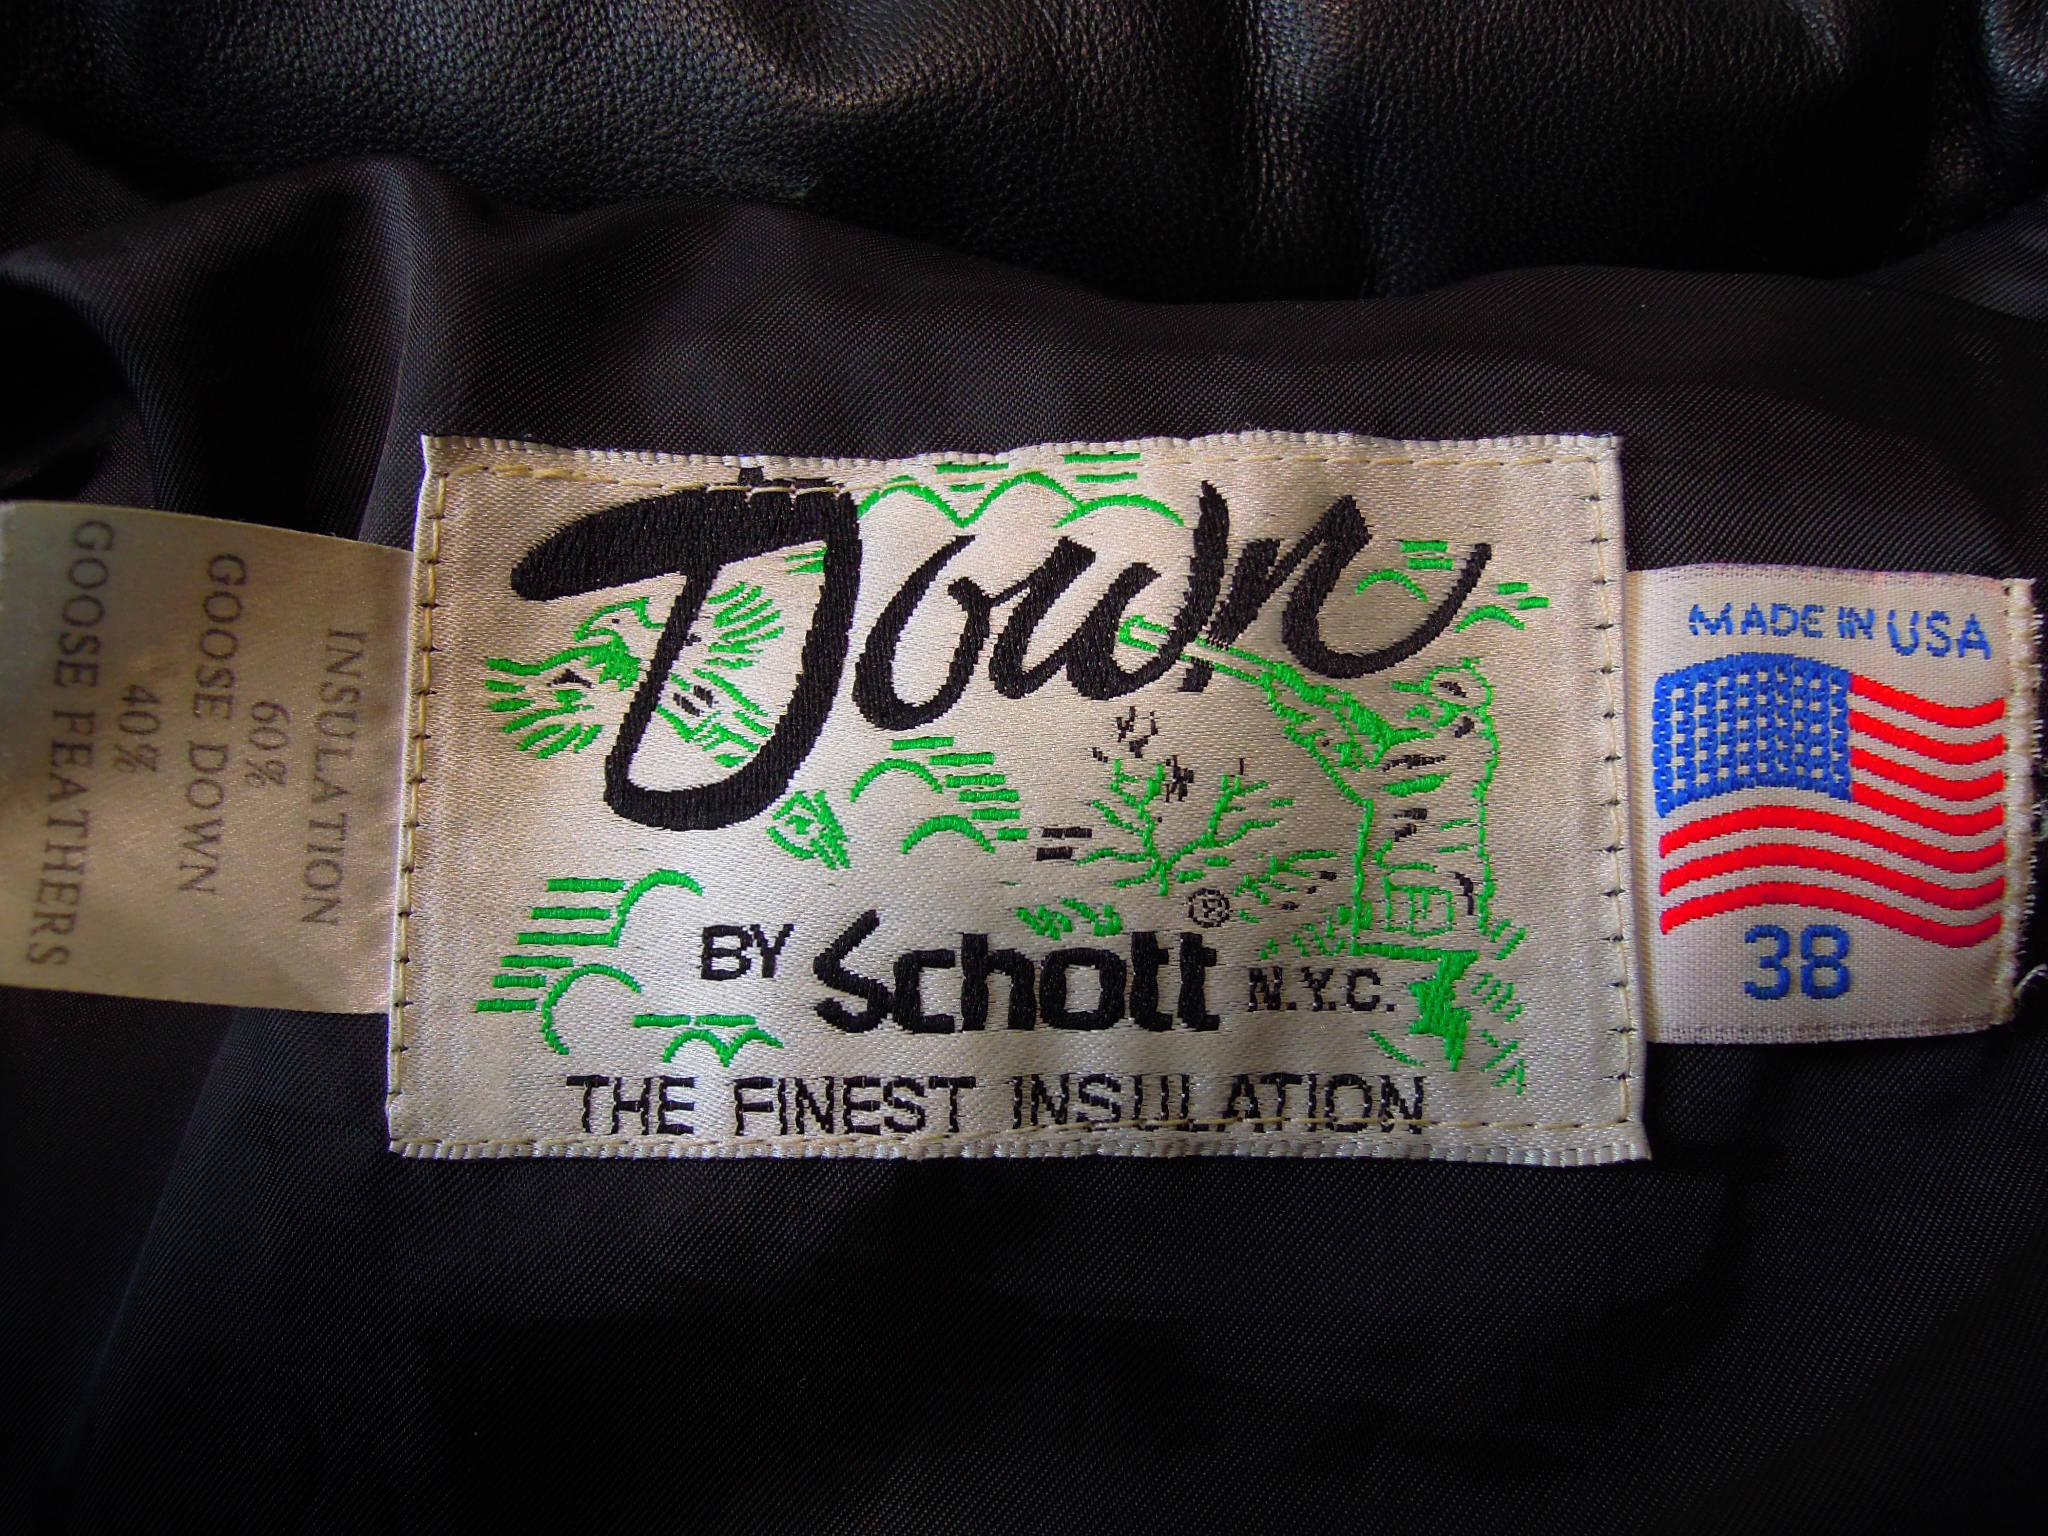 INSULATION
60%
GOOSE DOWN
40%
GOOSE FEATHERS
Down
BY Schott® N.Y.C.
THE FINEST INSULATION
MADE IN USA
38